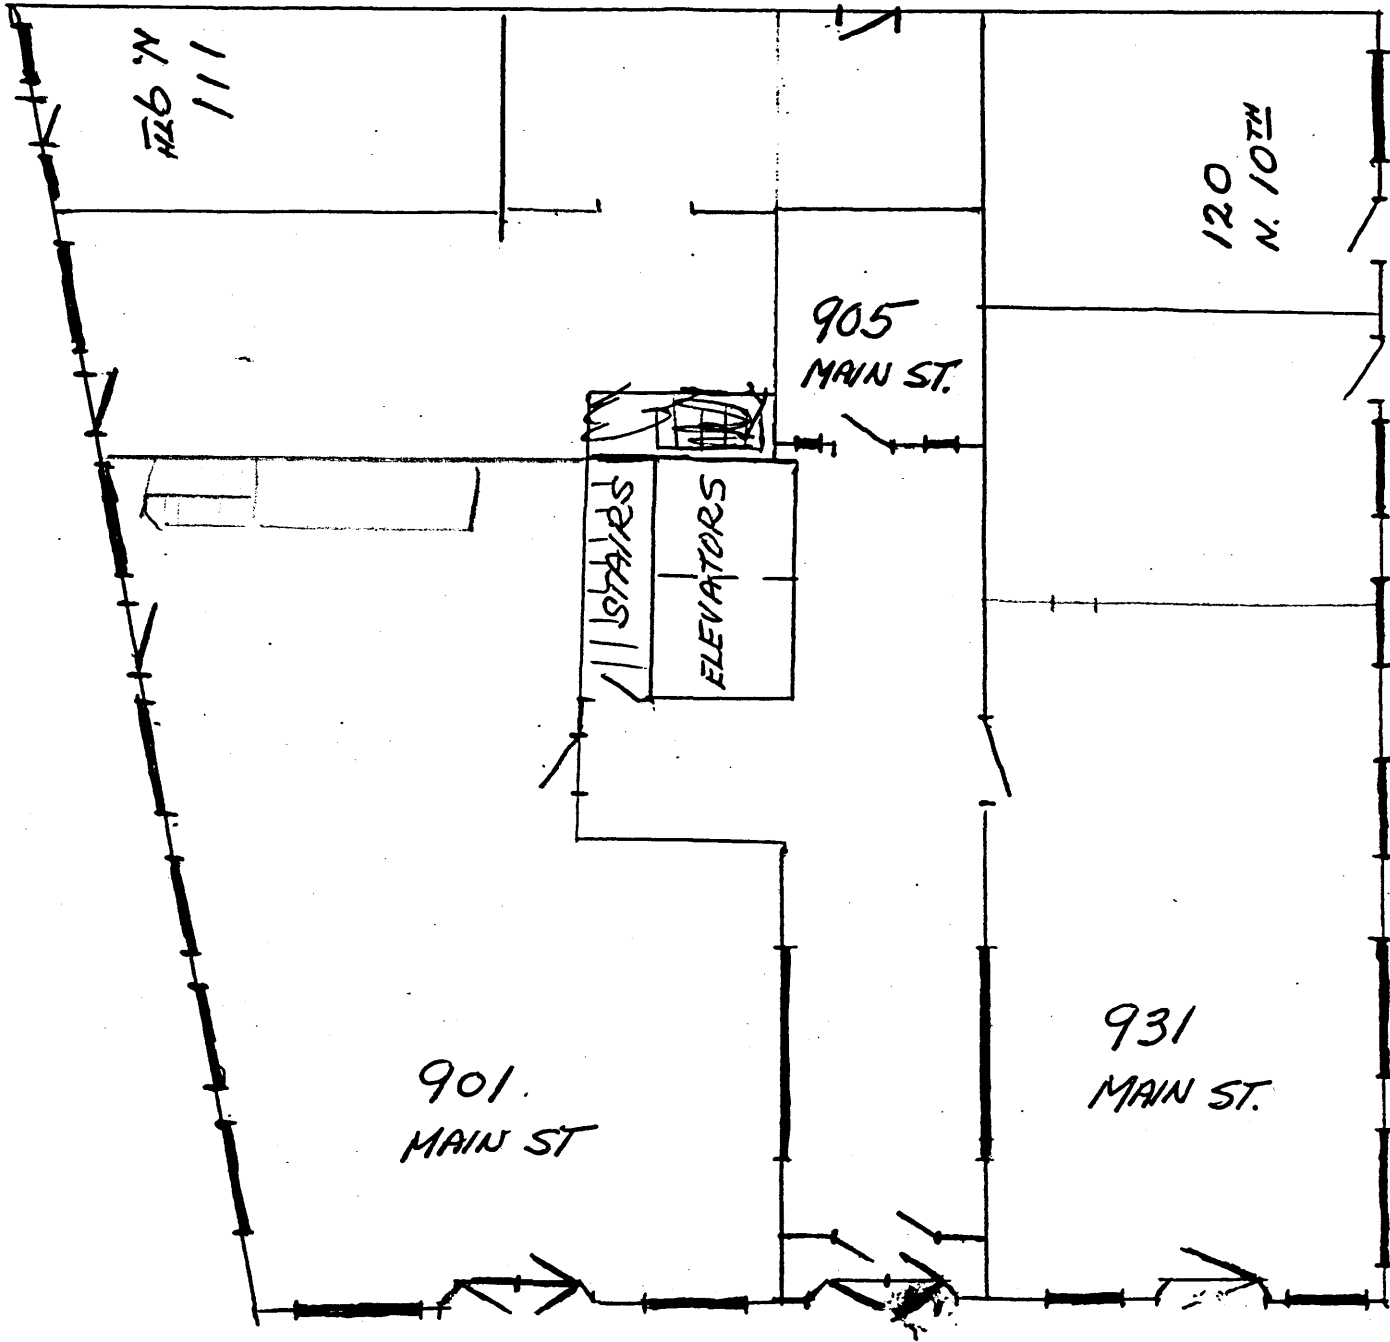 111
N. 9TH
120
N. 10TH
905
MAIN ST.
STAIRS
ELEVATORS
931
MAIN ST.
901.
MAIN ST